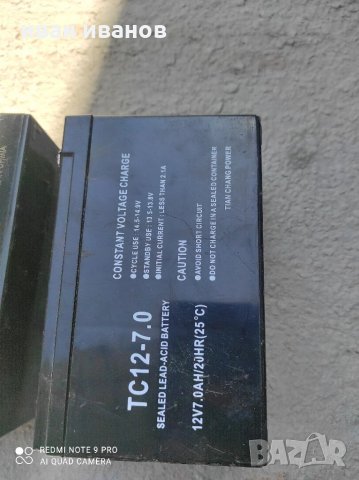 иван иванов
TC12-7.0
SEALED LEAD-ACID BATTERY
12V7.0AH/20HR(25°C)
CONSTANT VOLTAGE CHARGE
●CYCLE USE : 14.5-14.9V
●STANDBY USE : 13.5-13.8V
●INITIAL CURRENT : LESS THAN 2.1A
CAUTION
●AVOID SHORT CIRCUIT
●DO NOT CHARGE IN A SEALED CONTAINER
TIAN CHANG POWER
REDMI NOTE 9 PRO
AI QUAD CAMERA
BAZAR